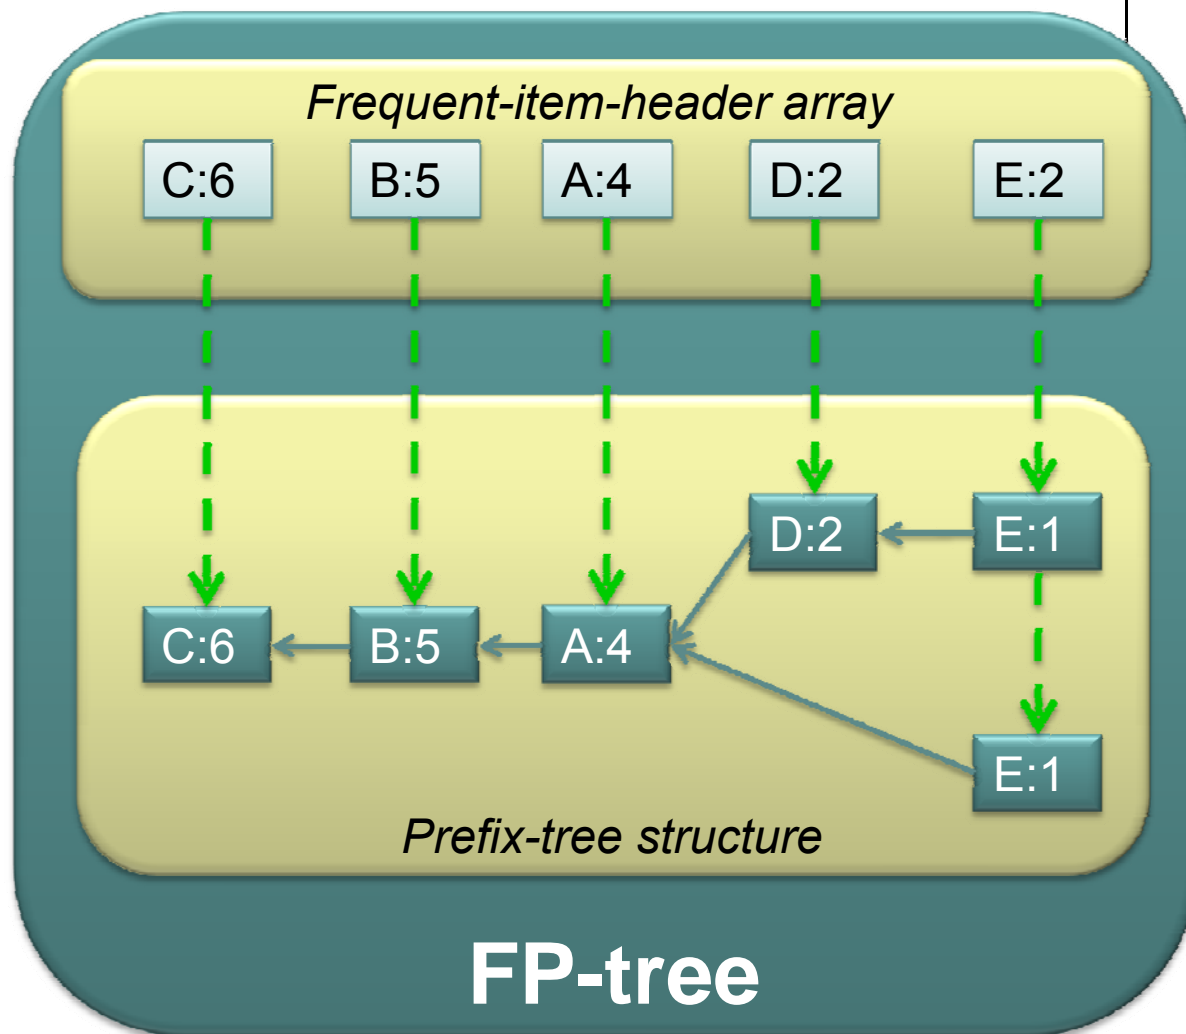 Frequent-item-header array
C:6 B:5 A:4 D:2 E:2
D:2 E:1
C:6 B:5 A:4
E:1
Prefix-tree structure
FP-tree